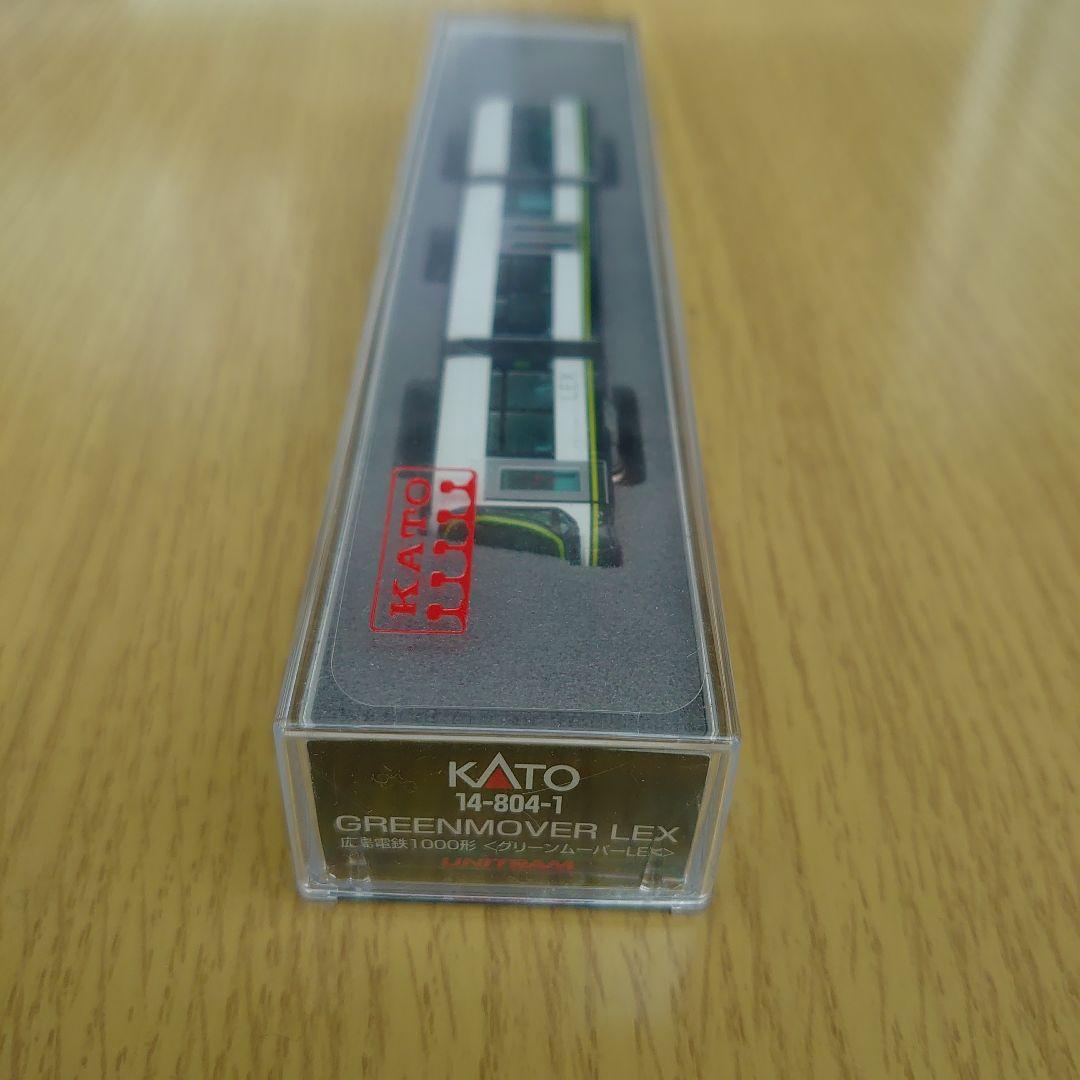 LEX
KATO
KATO
14-804-1
GREENMOVER LEX
広島電鉄1000形 <グリーンムーバーLEX>
UNITRAM